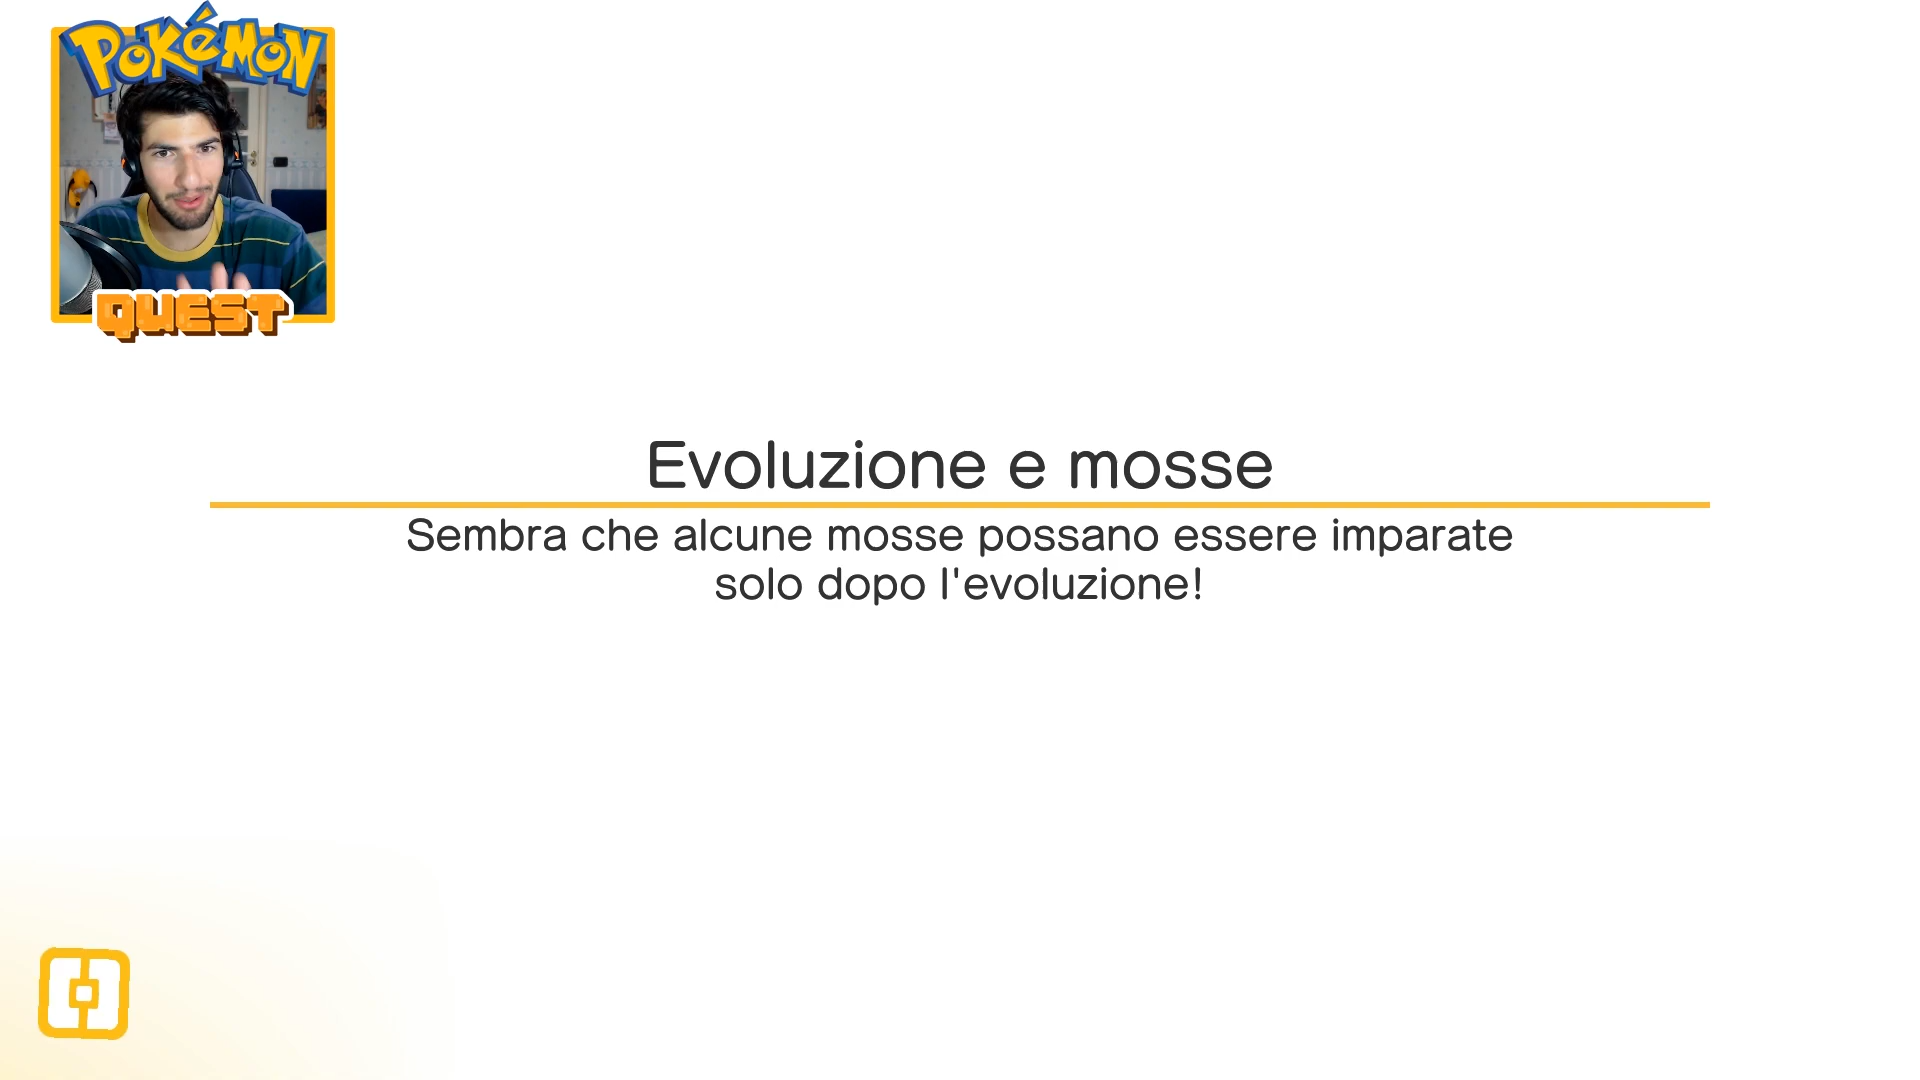 POKéMON
QUEST
Evoluzione e mosse
Sembra che alcune mosse possano essere imparate
solo dopo l'evoluzione!